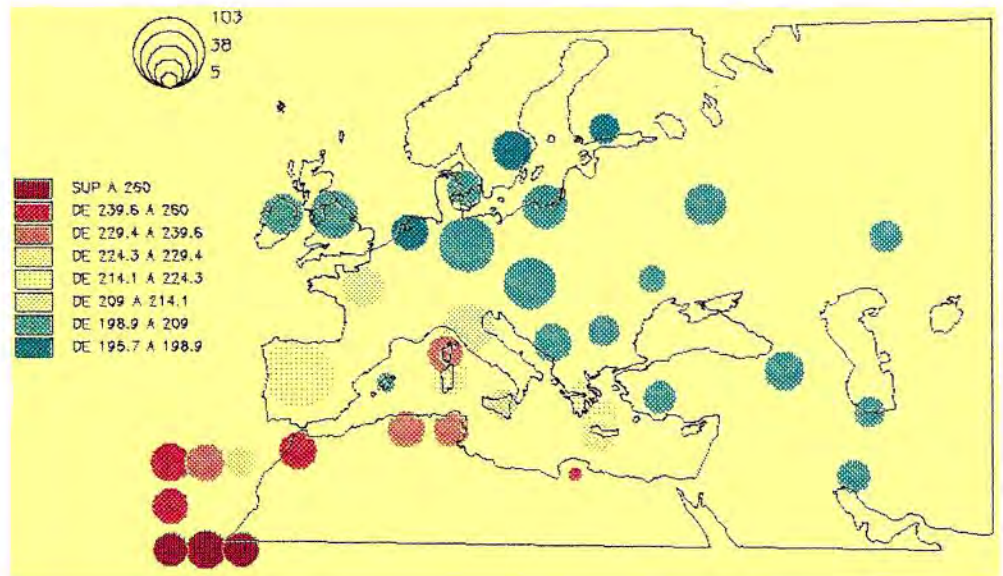 103
38
5
SUP A 260
DE 239.6 A 260
DE 229.4 A 239.6
DE 224.3 A 229.4
DE 214.1 A 224.3
DE 209 A 214.1
DE 198.9 A 209
DE 195.7 A 198.9